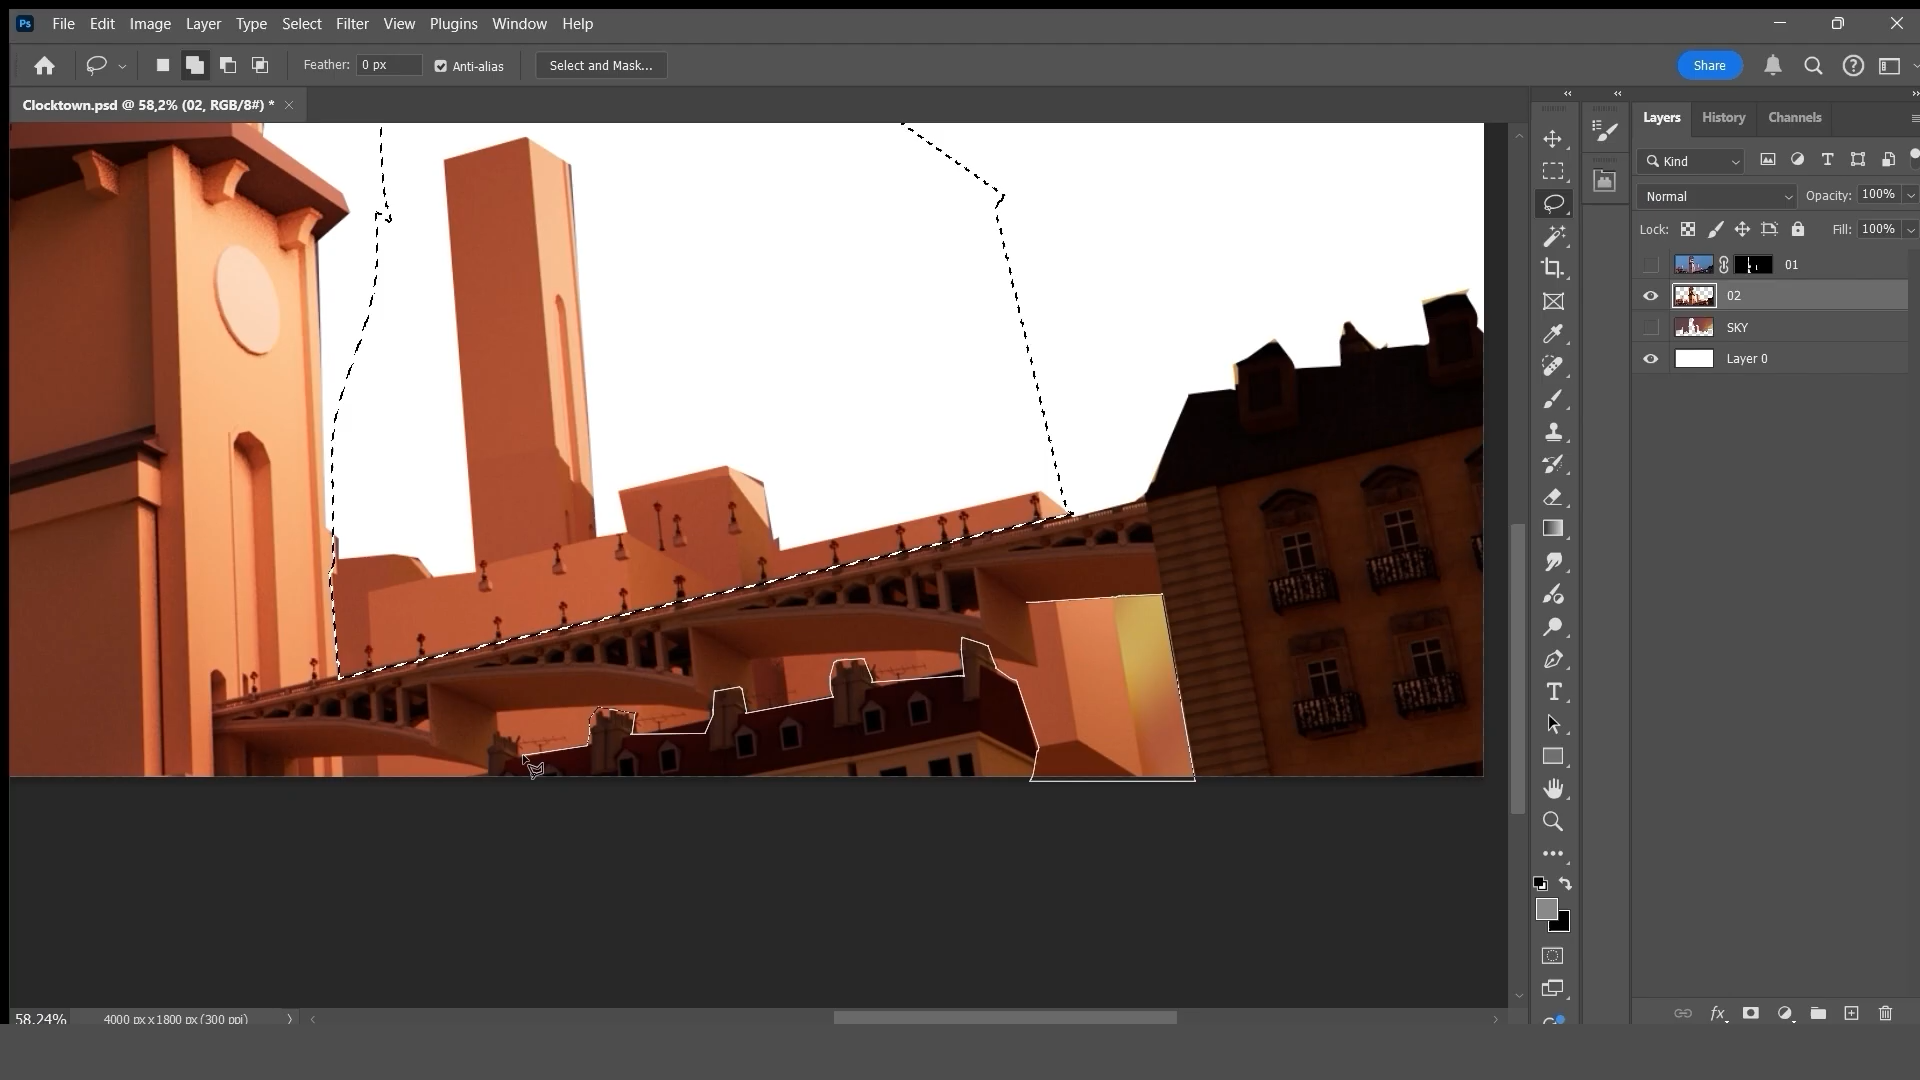 Ps File Edit Image Layer Type Select Filter View Plugins Window Help
Feather: 0 px Anti-alias Select and Mask... Share
Clocktown.psd @ 58,2% (02, RGB/8#) *
Layers History Channels
Kind
Normal Opacity: 100%
Lock: Fill: 100%
01
02
SKY
Layer 0
58,24% 4000 px x 1800 px (300 ppi)